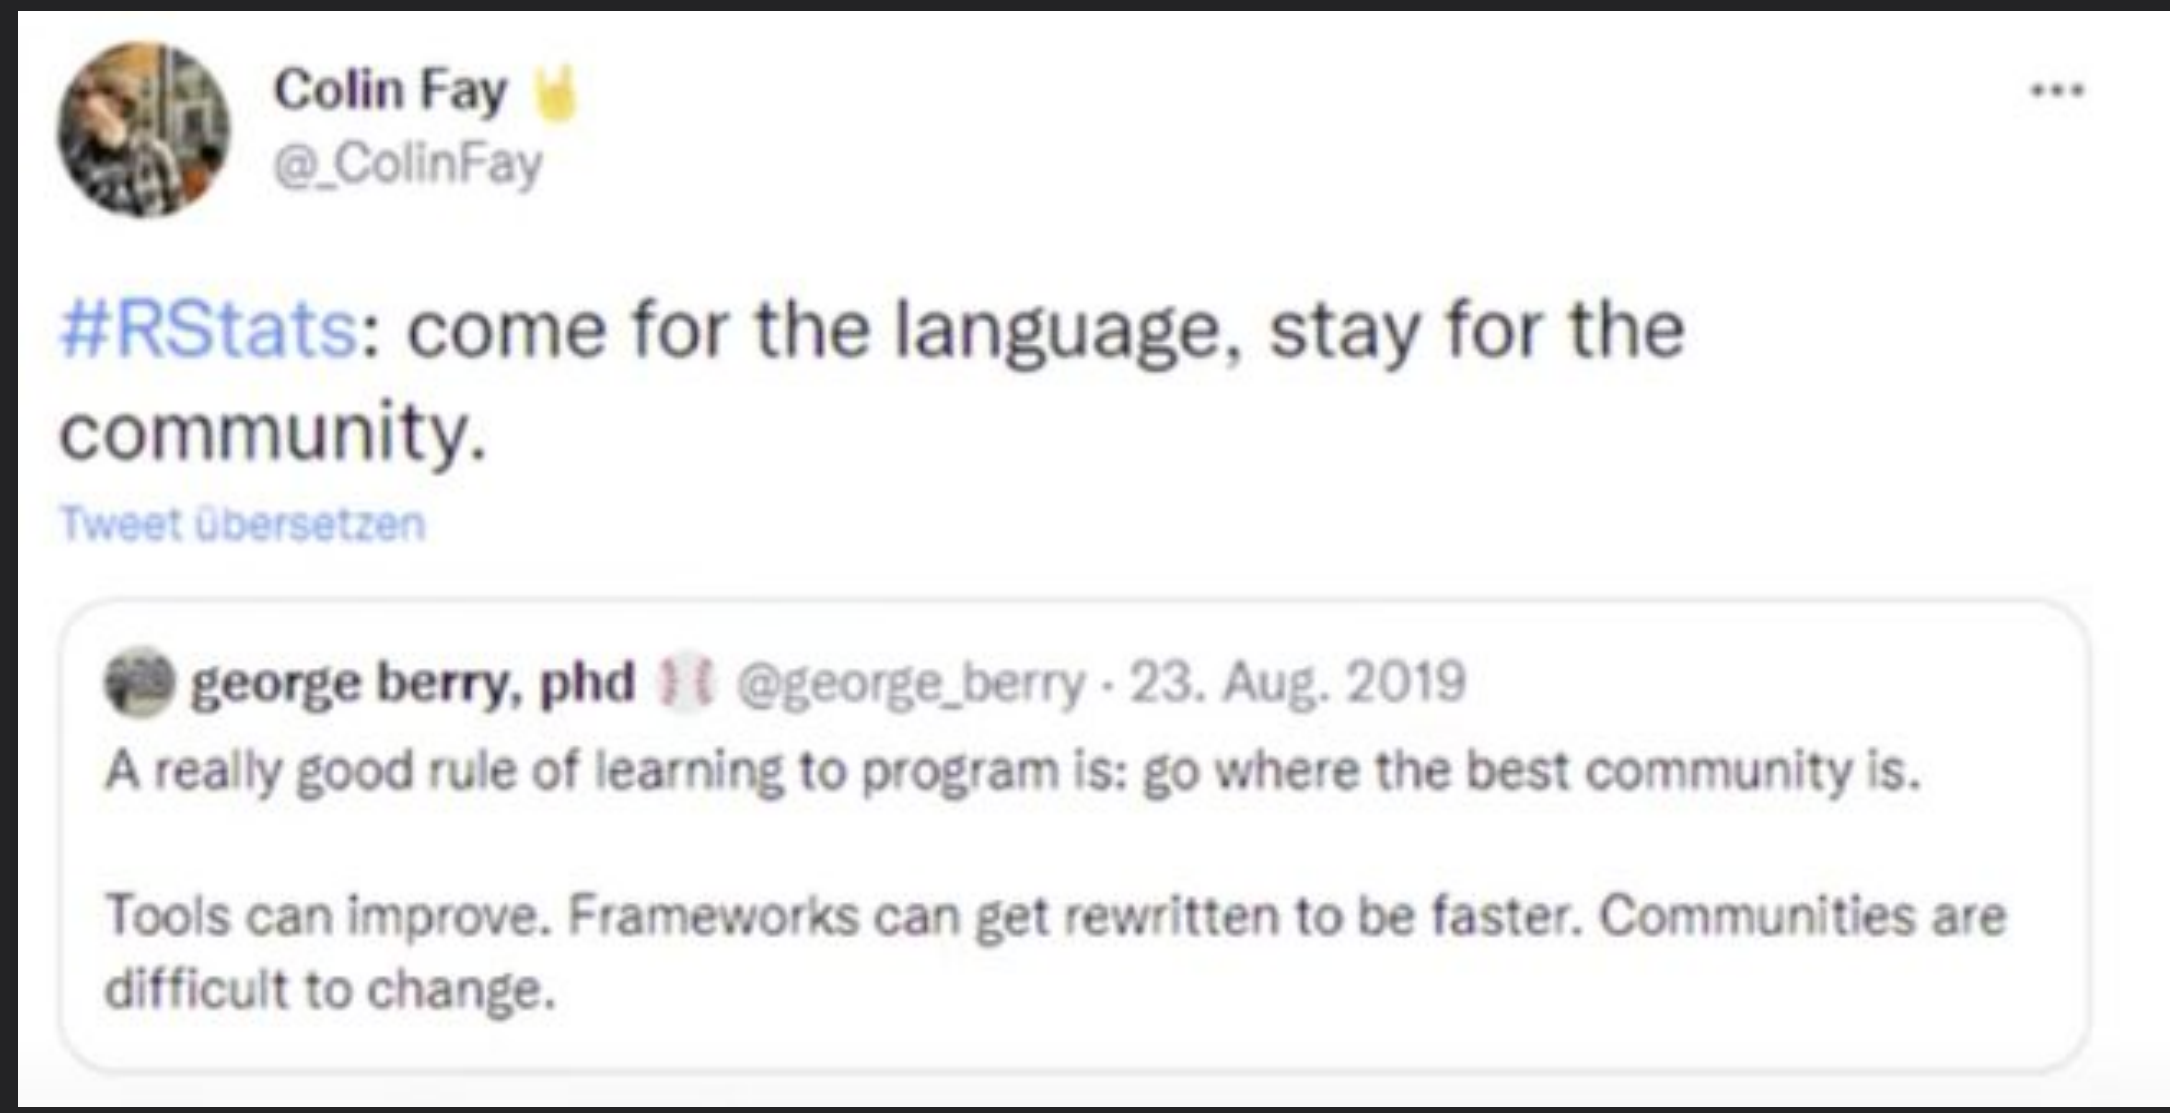 Colin Fay 🤘
@_ColinFay
#RStats: come for the language, stay for the
community.
Tweet übersetzen
george berry, phd ⚾ @george_berry · 23. Aug. 2019
A really good rule of learning to program is: go where the best community is.
Tools can improve. Frameworks can get rewritten to be faster. Communities are
difficult to change.